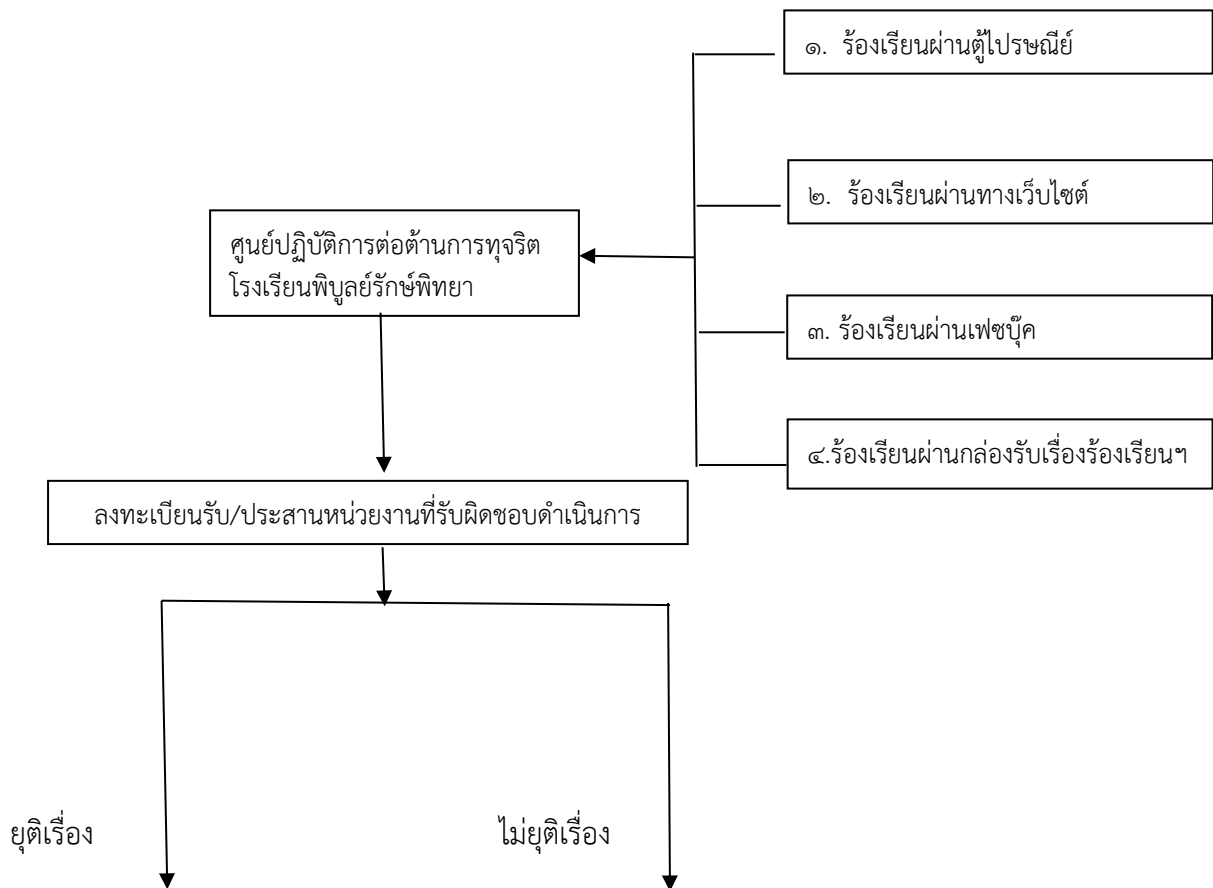 ๑. ร้องเรียนผ่านตู้ไปรษณีย์
๒. ร้องเรียนผ่านทางเว็บไซต์
ศูนย์ปฏิบัติการต่อต้านการทุจริต
โรงเรียนพิบูลย์รักษ์พิทยา
๓. ร้องเรียนผ่านเฟซบุ๊ค
๔.ร้องเรียนผ่านกล่องรับเรื่องร้องเรียนฯ
ลงทะเบียนรับ/ประสานหน่วยงานที่รับผิดชอบดำเนินการ
ยุติเรื่อง
ไม่ยุติเรื่อง